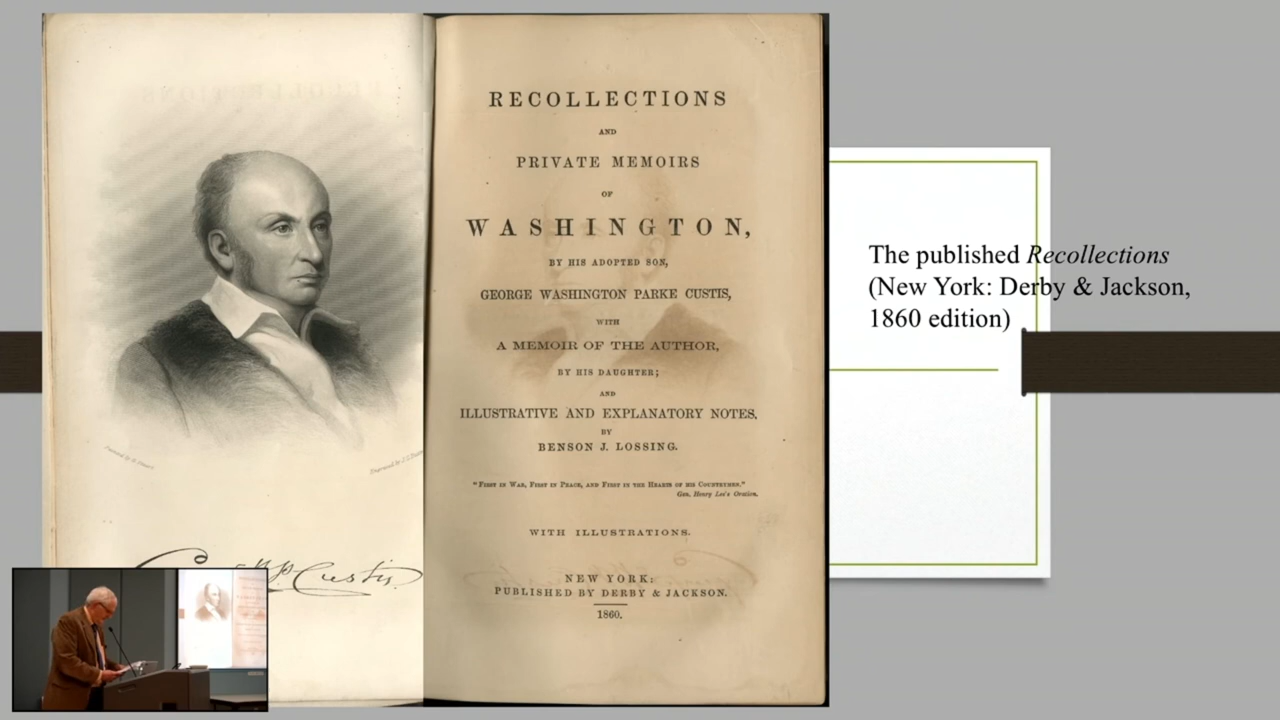 RECOLLECTIONS
AND
PRIVATE MEMOIRS
OF
WASHINGTON,
BY HIS ADOPTED SON,
GEORGE WASHINGTON PARKE CUSTIS,
WITH
A MEMOIR OF THE AUTHOR,
BY HIS DAUGHTER;
AND
ILLUSTRATIVE AND EXPLANATORY NOTES,
BY
BENSON J. LOSSING.
"FIRST IN WAR, FIRST IN PEACE, AND FIRST IN THE HEARTS OF HIS COUNTRYMEN."
Gen. Henry Lee's Oration.
WITH ILLUSTRATIONS.
NEW YORK:
PUBLISHED BY DERBY & JACKSON.
1860.
Custis
The published Recollections
(New York: Derby & Jackson,
1860 edition)